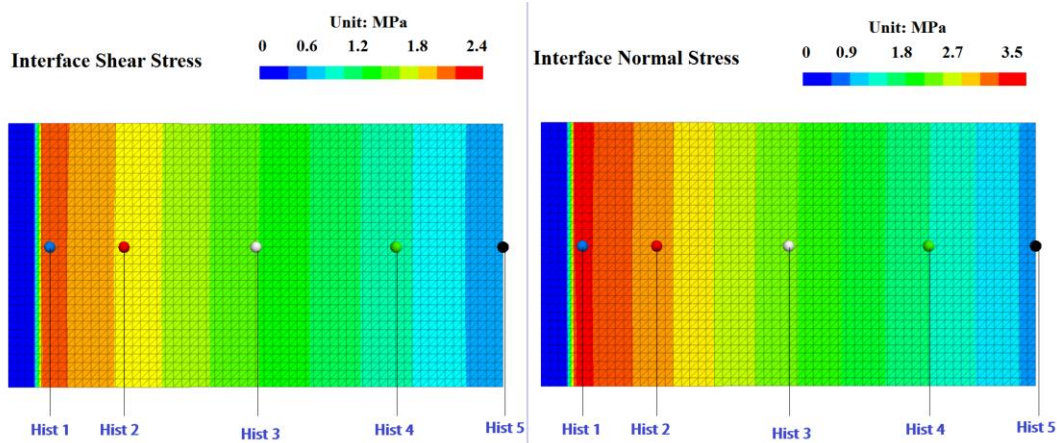 Unit: MPa
0 0.6 1.2 1.8 2.4
Interface Shear Stress
Hist 1 Hist 2 Hist 3 Hist 4 Hist 5
Unit: MPa
0 0.9 1.8 2.7 3.5
Interface Normal Stress
Hist 1 Hist 2 Hist 3 Hist 4 Hist 5